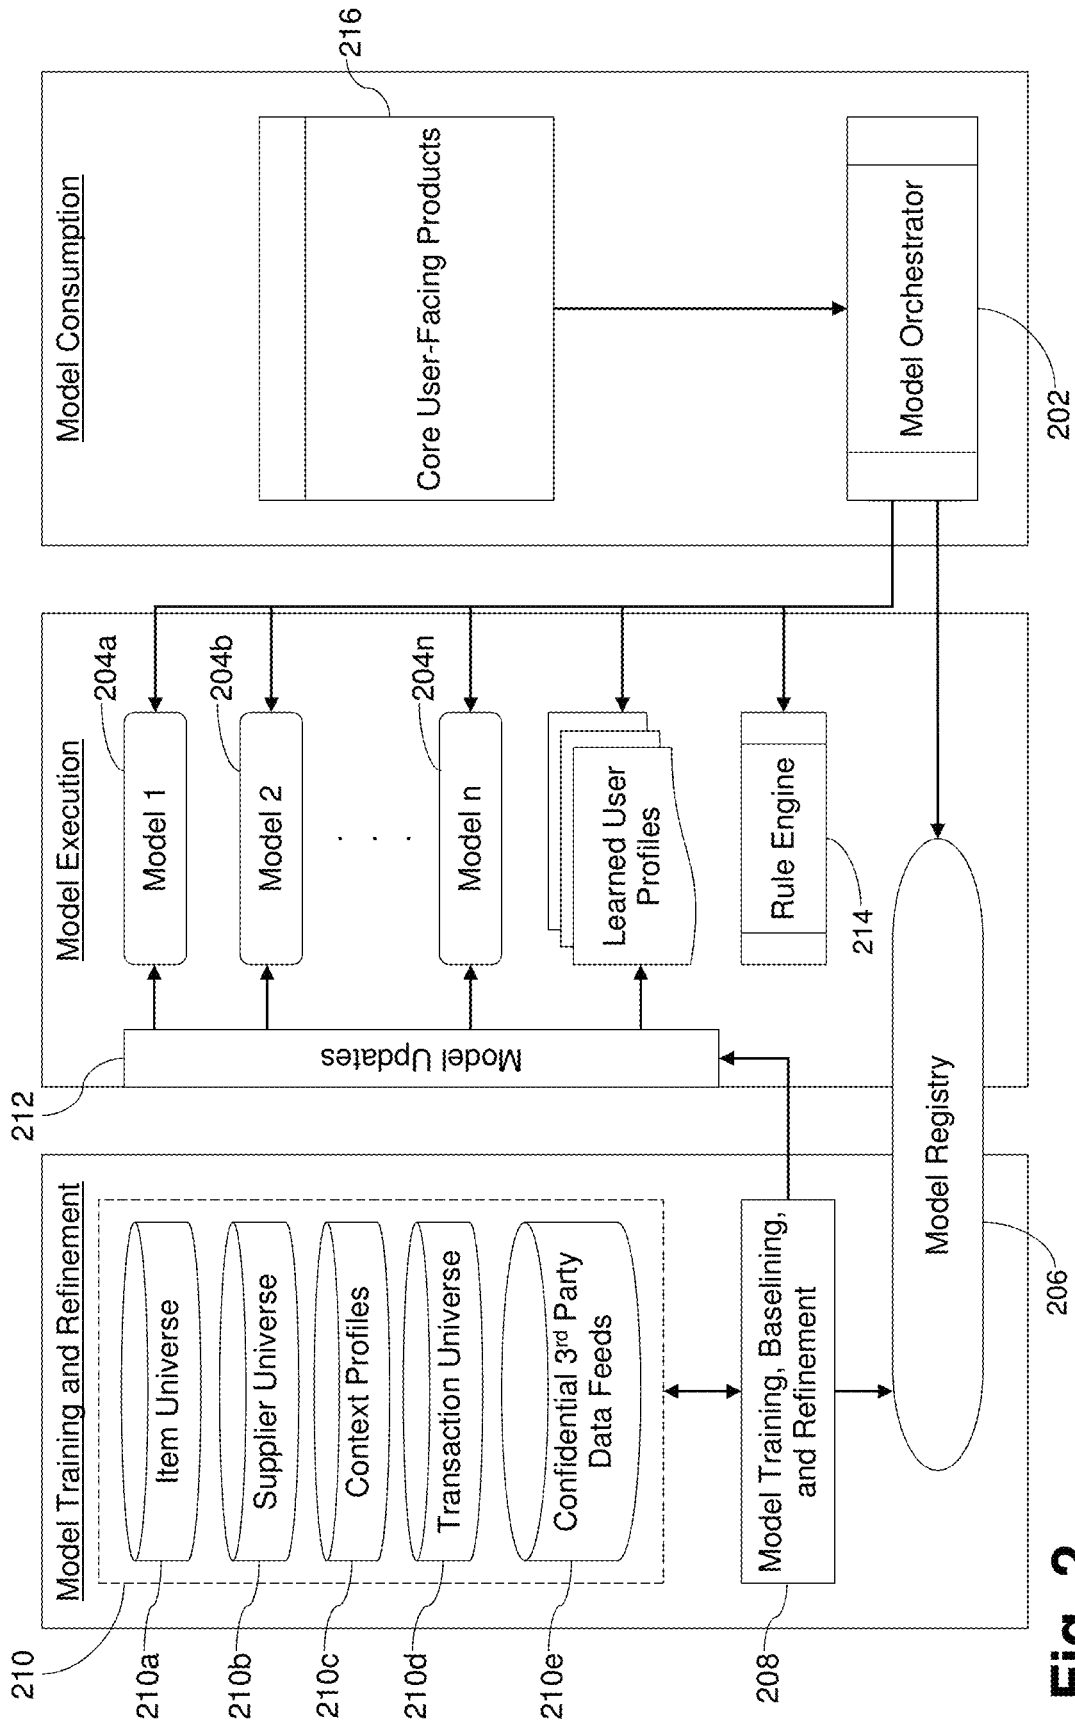 Model Training and Refinement
210
210a
Item Universe
210b
Supplier Universe
210c
Context Profiles
210d
Transaction Universe
210e
Confidential 3rd Party
Data Feeds
208
Model Training, Baselining,
and Refinement
Model Registry
206
212
Model Updates
Model Execution
Model 1
204a
Model 2
204b
. . .
Model n
204n
Learned User
Profiles
Rule Engine
214
Model Consumption
Core User-Facing Products
216
Model Orchestrator
202
Fig. 2